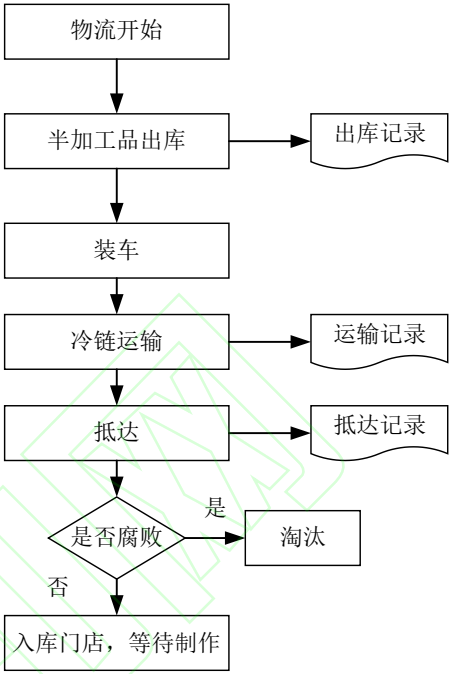 物流开始
半加工品出库
出库记录
装车
冷链运输
运输记录
抵达
抵达记录
是否腐败
是
淘汰
否
入库门店，等待制作